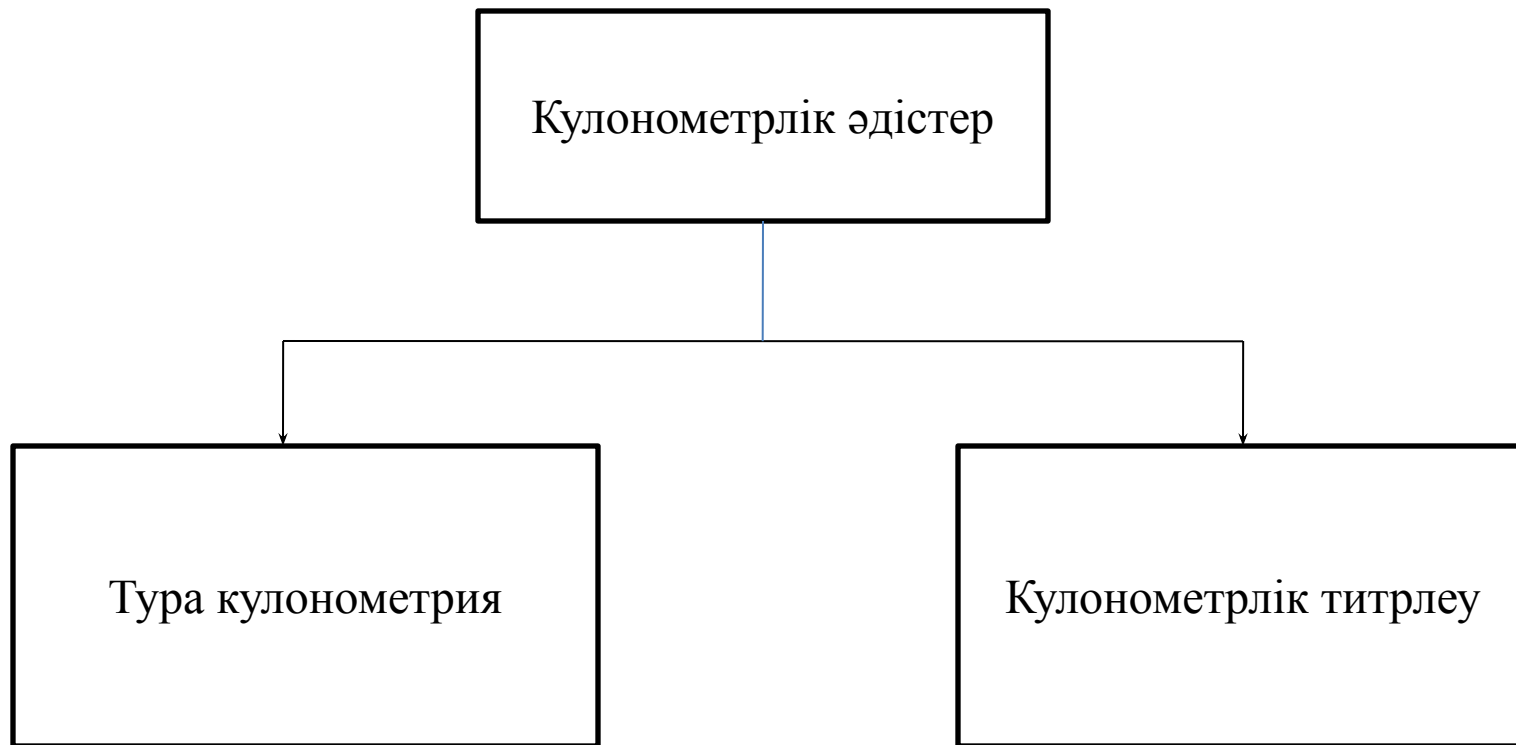 Кулонометрлік әдістер
Тура кулонометрия
Кулонометрлік титрлеу